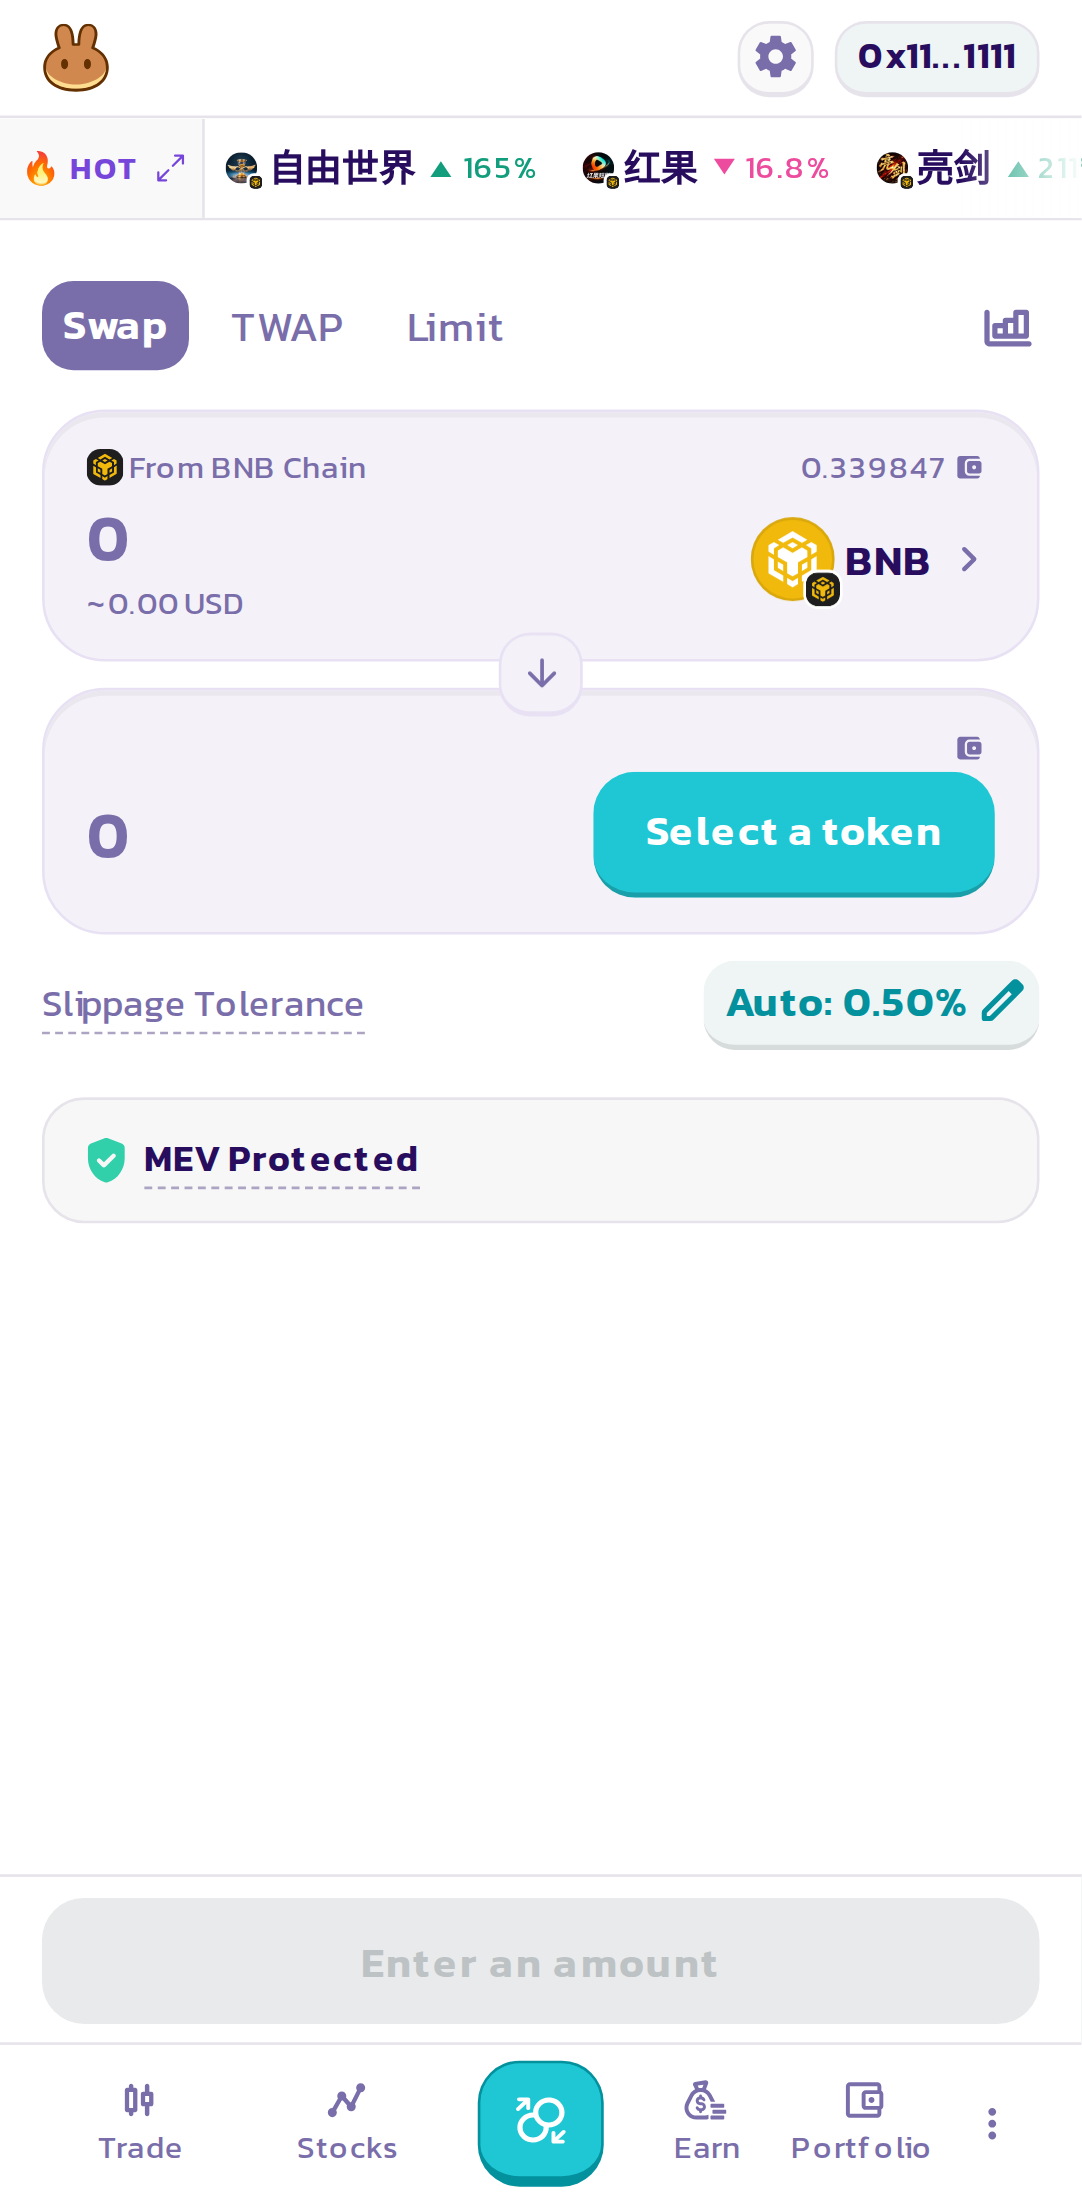 0x11...1111
HOT
自由世界 ▲ 165%
红果 ▼ 16.8%
亮剑 ▲ 211
Swap
TWAP
Limit
From BNB Chain
0.339847
0
BNB
~0.00 USD
0
Select a token
Slippage Tolerance
Auto: 0.50%
MEV Protected
Enter an amount
Trade
Stocks
Earn
Portfolio